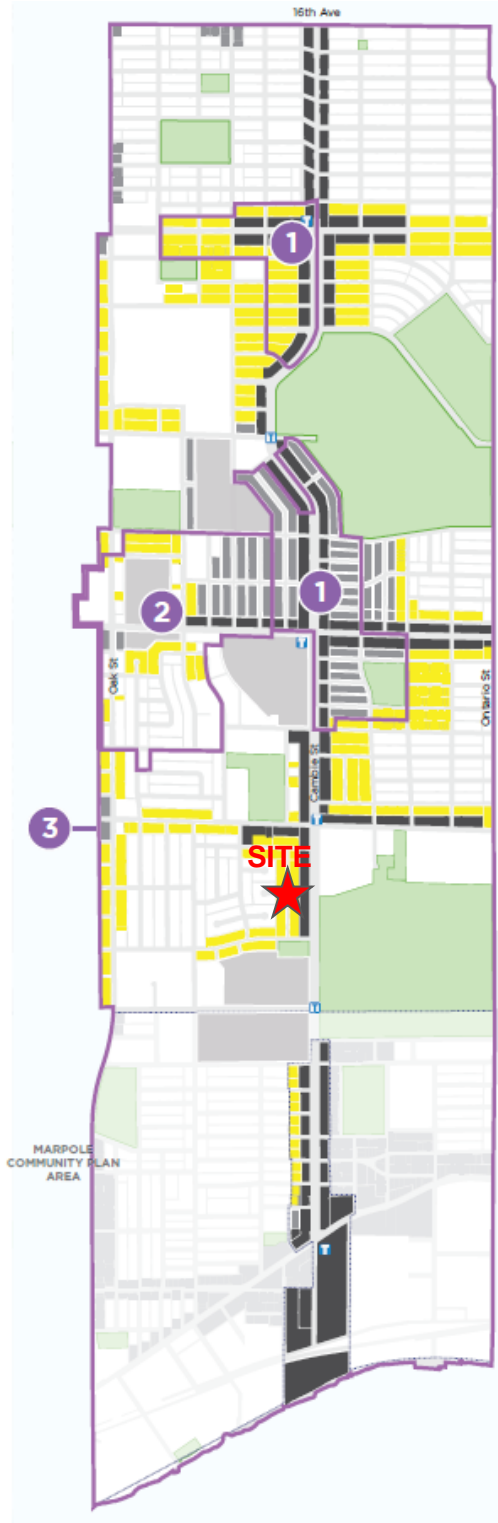 16th Ave
1
1
2
Oak St
Ontario St
Cambie St
3
SITE
MARPOLE
COMMUNITY PLAN
AREA